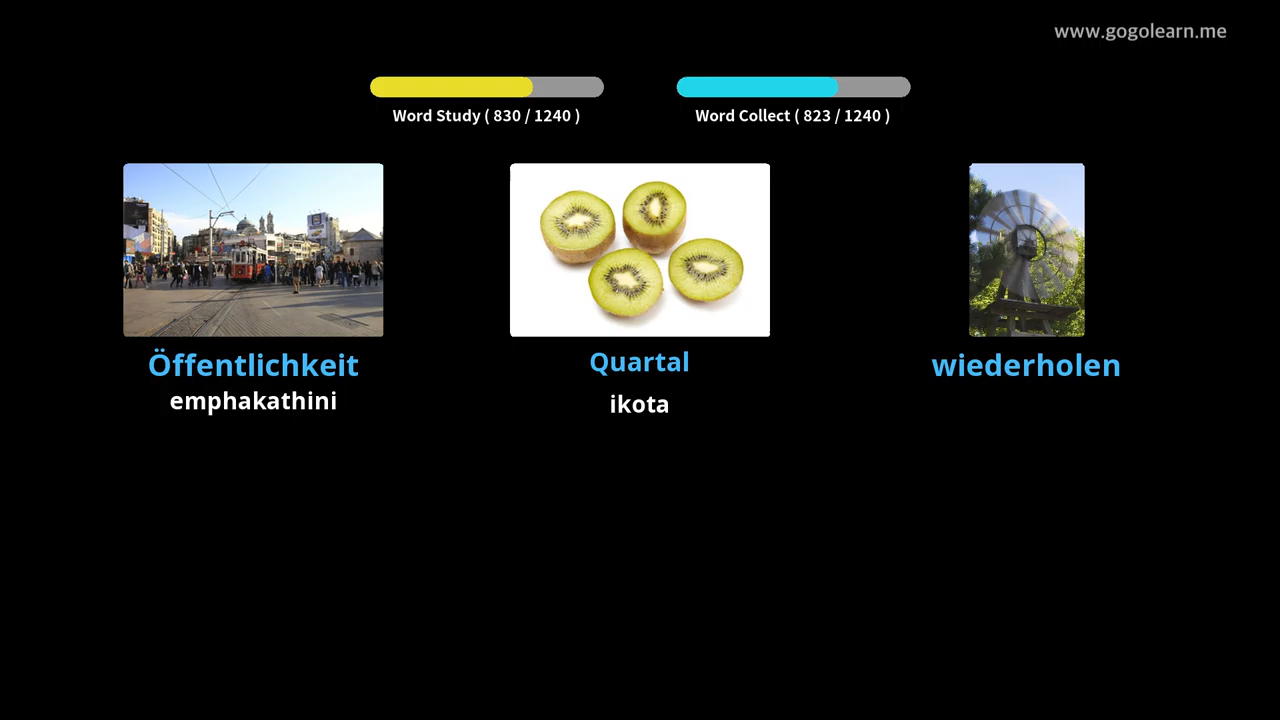 www.gogolearn.me
Word Study ( 830 / 1240 )
Word Collect ( 823 / 1240 )
Öffentlichkeit
emphakathini
Quartal
ikota
wiederholen